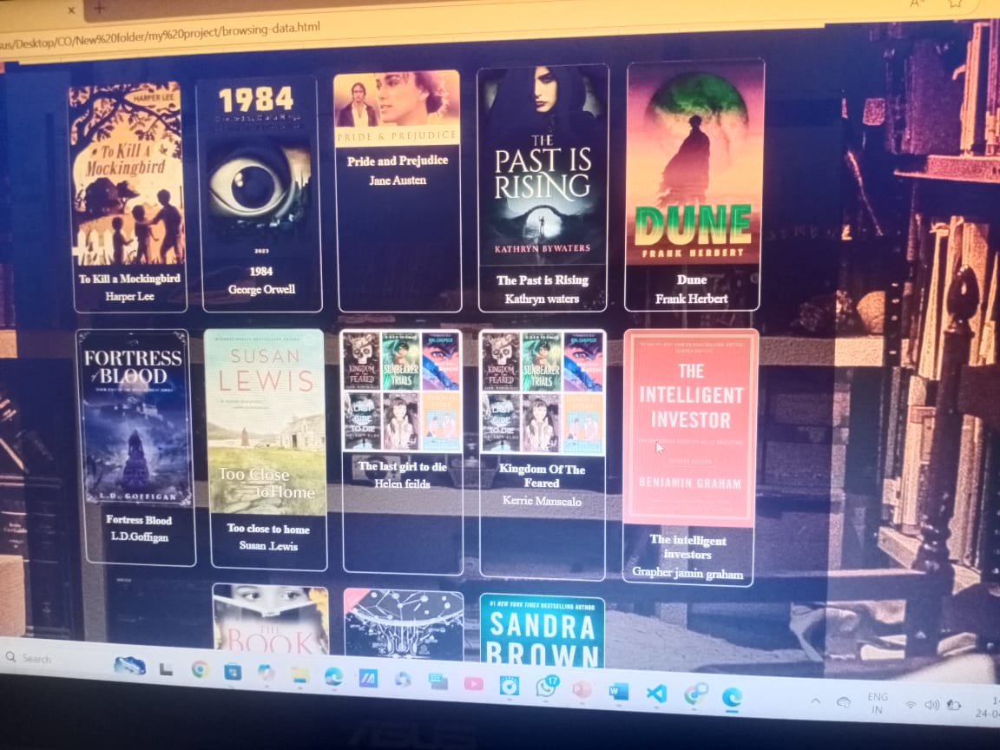 sus/Desktop/CO/New%20folder/my%20project/browsing-data.html
HARPER LEE
To Kill A
Mockingbird
To Kill a Mockingbird
Harper Lee
1984
2023
1984
George Orwell
PRIDE & PREJUDICE
Pride and Prejudice
Jane Austen
THE
PAST IS
RISING
KATHRYN BYWATERS
The Past is Rising
Kathryn waters
DUNE
FRANK HERBERT
Dune
Frank Herbert
FORTRESS
of BLOOD
L.D. GOFFIGAN
Fortress Blood
L.D.Goffigan
INTERNATIONALLY BESTSELLING AUTHOR
SUSAN
LEWIS
Too Close
to Home
Too close to home
Susan .Lewis
KINGDOM
OF THE
FEARED
SUNBEARER
TRIALS
LAST
TO DIE
The last girl to die
Helen feilds
KINGDOM
OF THE
FEARED
SUNBEARER
TRIALS
LAST
TO DIE
Kingdom Of The
Feared
Kerrie Manscalo
THE
INTELLIGENT
INVESTOR
BENJAMIN GRAHAM
The intelligent
investors
Grapher jamin graham
THE
BOOK
#1 NEW YORK TIMES BESTSELLING AUTHOR
SANDRA
BROWN
Search
17
ENG
IN
24-0
ASUS